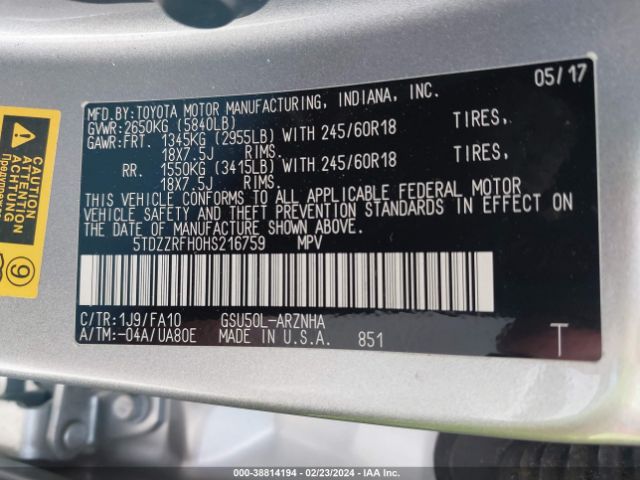 05/17
MFD.BY:TOYOTA MOTOR MANUFACTURING, INDIANA, INC.
GVWR:2650KG (5840LB)
GAWR:FRT. 1345KG (2955LB) WITH 245/60R18 TIRES,
18X7.5J RIMS.
RR. 1550KG (3415LB) WITH 245/60R18 TIRES,
18X7.5J RIMS.
THIS VEHICLE CONFORMS TO ALL APPLICABLE FEDERAL MOTOR
VEHICLE SAFETY AND THEFT PREVENTION STANDARDS IN EFFECT ON
THE DATE OF MANUFACTURE SHOWN ABOVE.
5TDZZRFH0HS216759 MPV
C/TR:1J9/FA10 GSU50L-ARZNHA
A/TM:-04A/UA80E MADE IN U.S.A. 851 T
CAUTION
ATTENTION
ACHTUNG
9
000-38814194 - 02/23/2024 - IAA Inc.